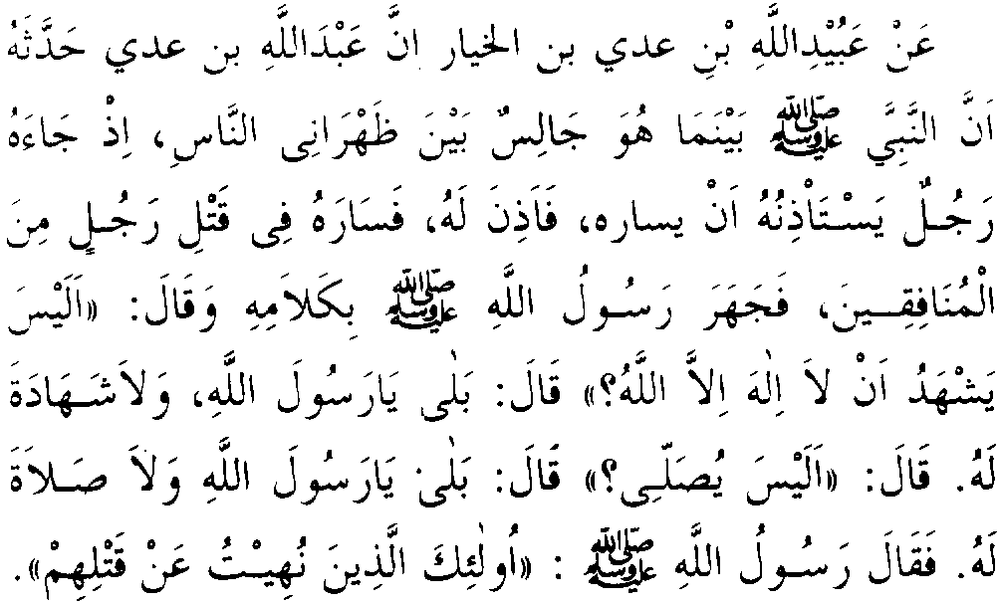 عَنْ عَبُيْدِاللَّهِ بْنِ عدي بن الخيار انَّ عَبْدَاللَّهِ بن عدي حَدَّثَهُ
اَنَّ النَّبِيَّ ﷺ بَيْنَمَا هُوَ جَالِسٌ بَيْنَ ظَهْرَانِى النَّاسِ، اِذْ جَاءَهُ
رَجُلٌ يَسْتَاْذِنُهُ اَنْ يساره، فَاَذِنَ لَهُ، فَسَارَهُ فِى قَتْلِ رَجُلٍ مِنَ
الْمُنَافِقِينَ، فَجَهَرَ رَسُولُ اللَّهِ ﷺ بِكَلاَمِهِ وَقَالَ: «اَلَيْسَ
يَشْهَدُ اَنْ لاَ اِلٰهَ اِلاَّ اللَّهُ؟» قَالَ: بَلٰى يَارَسُولَ اللَّهِ، وَلاَشَهَادَةَ
لَهُ. قَالَ: «اَلَيْسَ يُصَلِّى؟» قَالَ: بَلٰى يَارَسُولَ اللَّهِ وَلاَ صَلاَةَ
لَهُ. فَقَالَ رَسُولُ اللَّهِ ﷺ : «اُولٰئِكَ الَّذِينَ نُهِيْتُ عَنْ قَتْلِهِمْ».